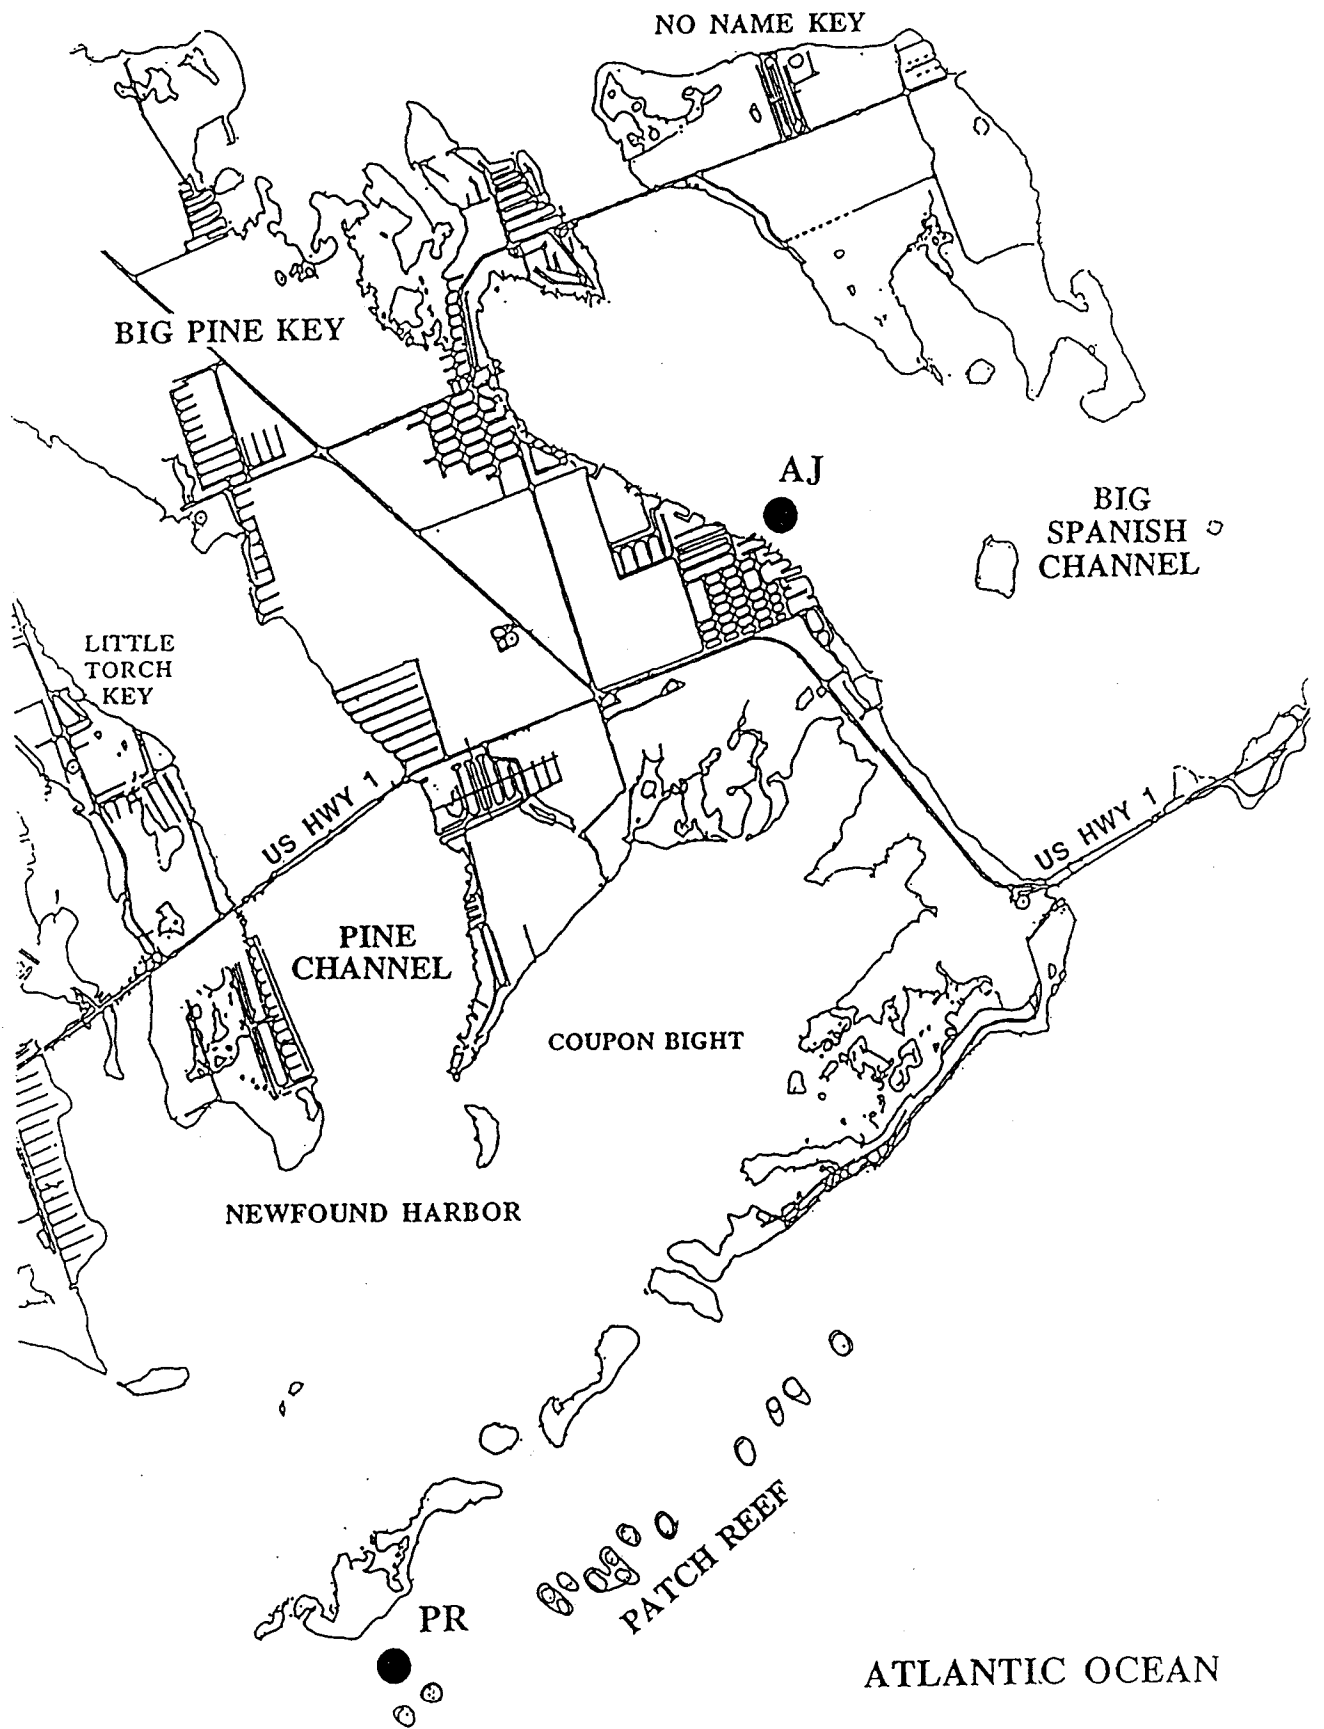 NO NAME KEY
BIG PINE KEY
AJ
BIG
SPANISH
CHANNEL
LITTLE
TORCH
KEY
US HWY 1
US HWY 1
PINE
CHANNEL
COUPON BIGHT
NEWFOUND HARBOR
PATCH REEF
PR
ATLANTIC OCEAN